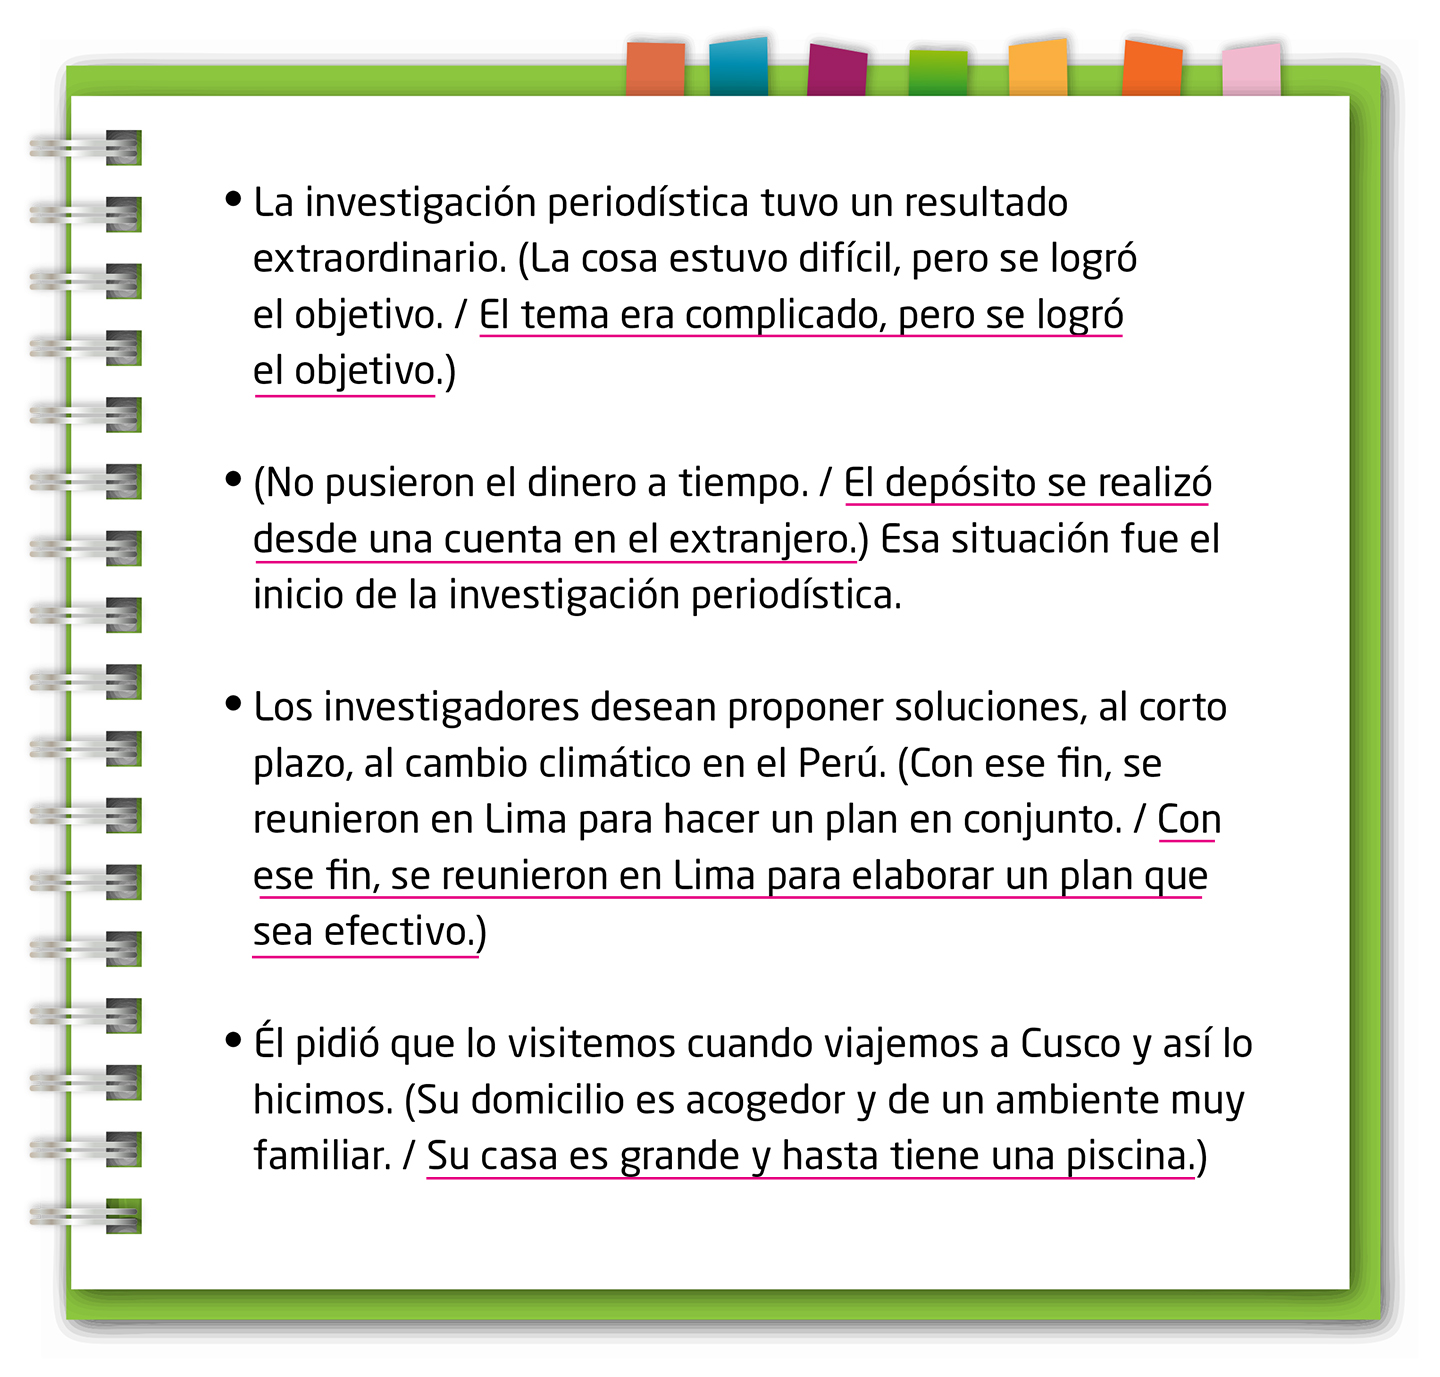 • La investigación periodística tuvo un resultado
extraordinario. (La cosa estuvo difícil, pero se logró
el objetivo. / El tema era complicado, pero se logró
el objetivo.)
• (No pusieron el dinero a tiempo. / El depósito se realizó
desde una cuenta en el extranjero.) Esa situación fue el
inicio de la investigación periodística.
• Los investigadores desean proponer soluciones, al corto
plazo, al cambio climático en el Perú. (Con ese fin, se
reunieron en Lima para hacer un plan en conjunto. / Con
ese fin, se reunieron en Lima para elaborar un plan que
sea efectivo.)
• Él pidió que lo visitemos cuando viajemos a Cusco y así lo
hicimos. (Su domicilio es acogedor y de un ambiente muy
familiar. / Su casa es grande y hasta tiene una piscina.)